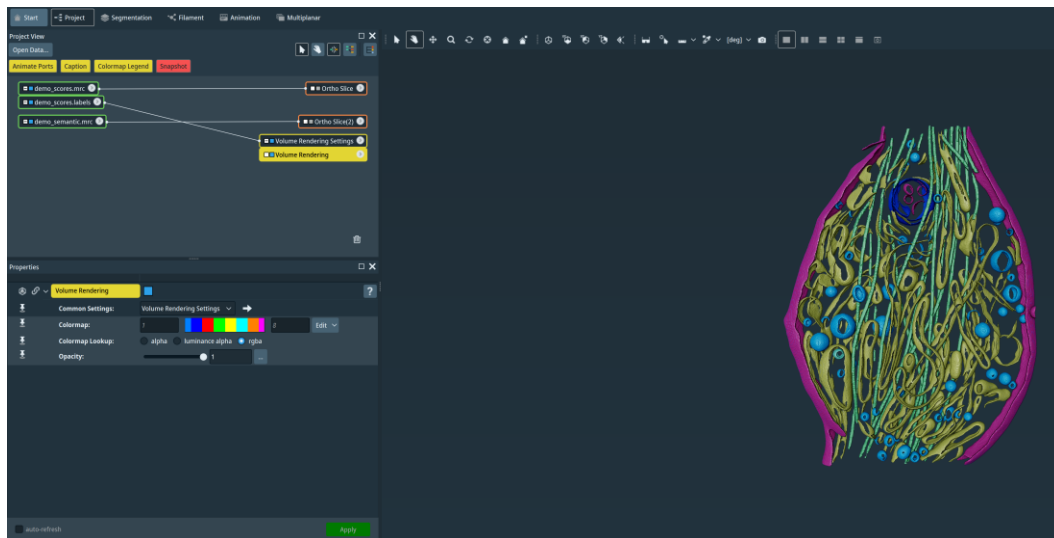 Start Project Segmentation Filament Animation Multiplanar
Project View
Open Data...
[deg]
Animate Ports Caption Colormap Legend Snapshot
demo_scores.mrc Ortho Slice
demo_scores.labels
demo_semantic.mrc Ortho Slice(2)
Volume Rendering Settings
Volume Rendering
Properties
Volume Rendering ?
Common Settings: Volume Rendering Settings
Colormap: 1 8 Edit
Colormap Lookup: alpha luminance alpha rgba
Opacity: 1 ...
auto-refresh Apply